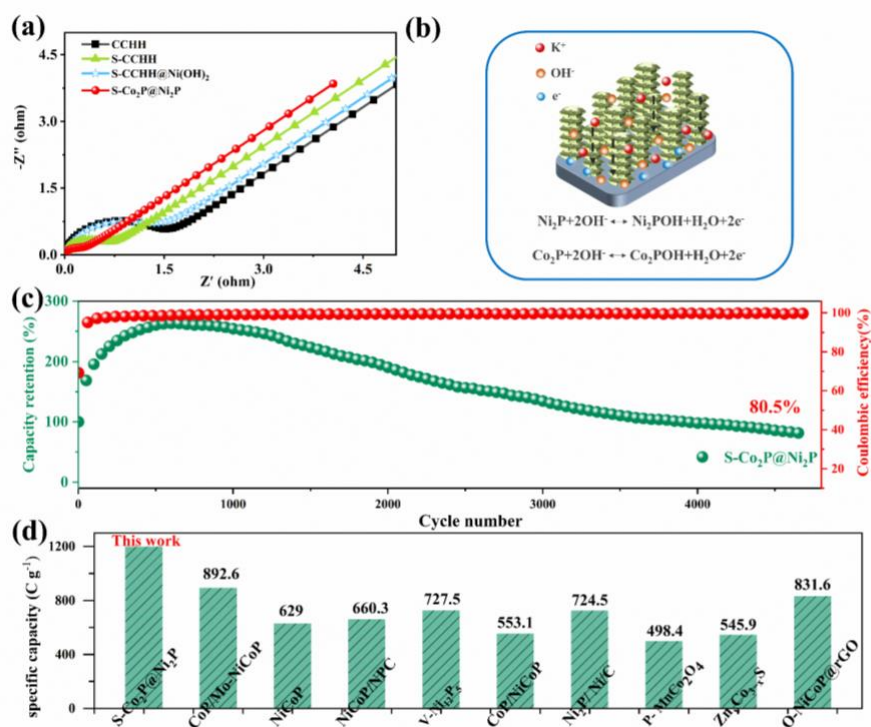 (a)
CCHH
S-CCHH
S-CCHH@Ni(OH)₂
S-Co₂P@Ni₂P
-Z'' (ohm)
4.5
3.0
1.5
0.0
0.0
1.5
3.0
4.5
Z' (ohm)
(b)
K⁺
OH⁻
e⁻
Ni₂P+2OH⁻↔Ni₂POH+H₂O+2e⁻
Co₂P+2OH⁻↔Co₂POH+H₂O+2e⁻
(c)
Capacity retention (%)
300
200
100
0
0
1000
2000
3000
4000
Cycle number
100
80
60
40
20
Coulombic efficiency(%)
80.5%
S-Co₂P@Ni₂P
(d)
specific capacity (C g⁻¹)
1200
800
400
0
This work
892.6
629
660.3
727.5
553.1
724.5
498.4
545.9
831.6
S-Co₂P@Ni₂P
CoP/Mo-NiCoP
NiCoP
NiCoP/NPC
CoP/NiCoP
Ni₂P/Ni/C
P-MnCo₂O₄
O-NiCoP@rGO